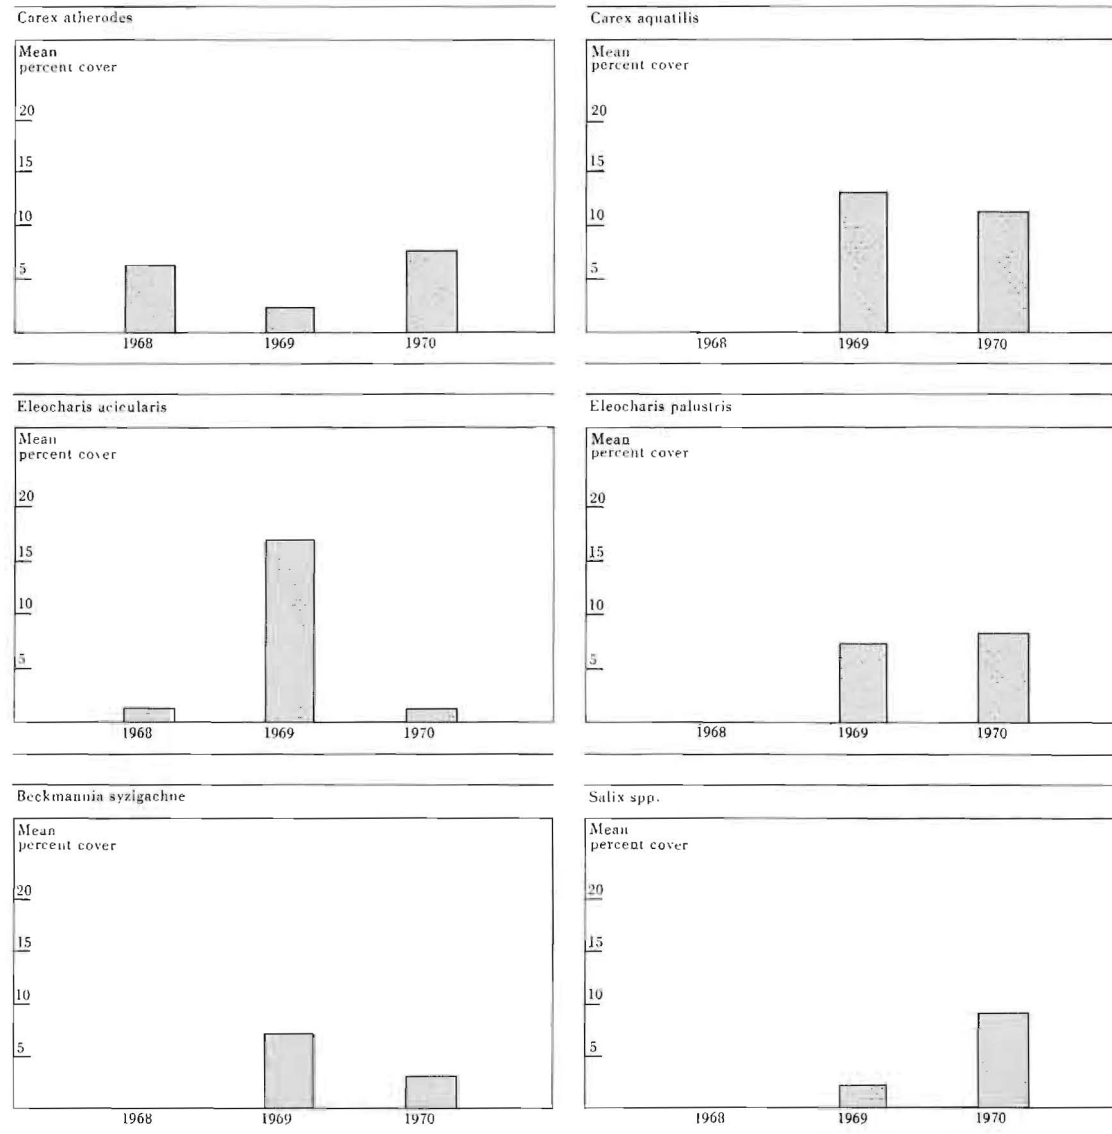 Carex atherodes
Mean
percent cover
20
15
10
5
1968 1969 1970
Carex aquatilis
Mean
percent cover
20
15
10
5
1968 1969 1970
Eleocharis acicularis
Mean
percent cover
20
15
10
5
1968 1969 1970
Eleocharis palustris
Mean
percent cover
20
15
10
5
1968 1969 1970
Beckmannia syzigachne
Mean
percent cover
20
15
10
5
1968 1969 1970
Salix spp.
Mean
percent cover
20
15
10
5
1968 1969 1970